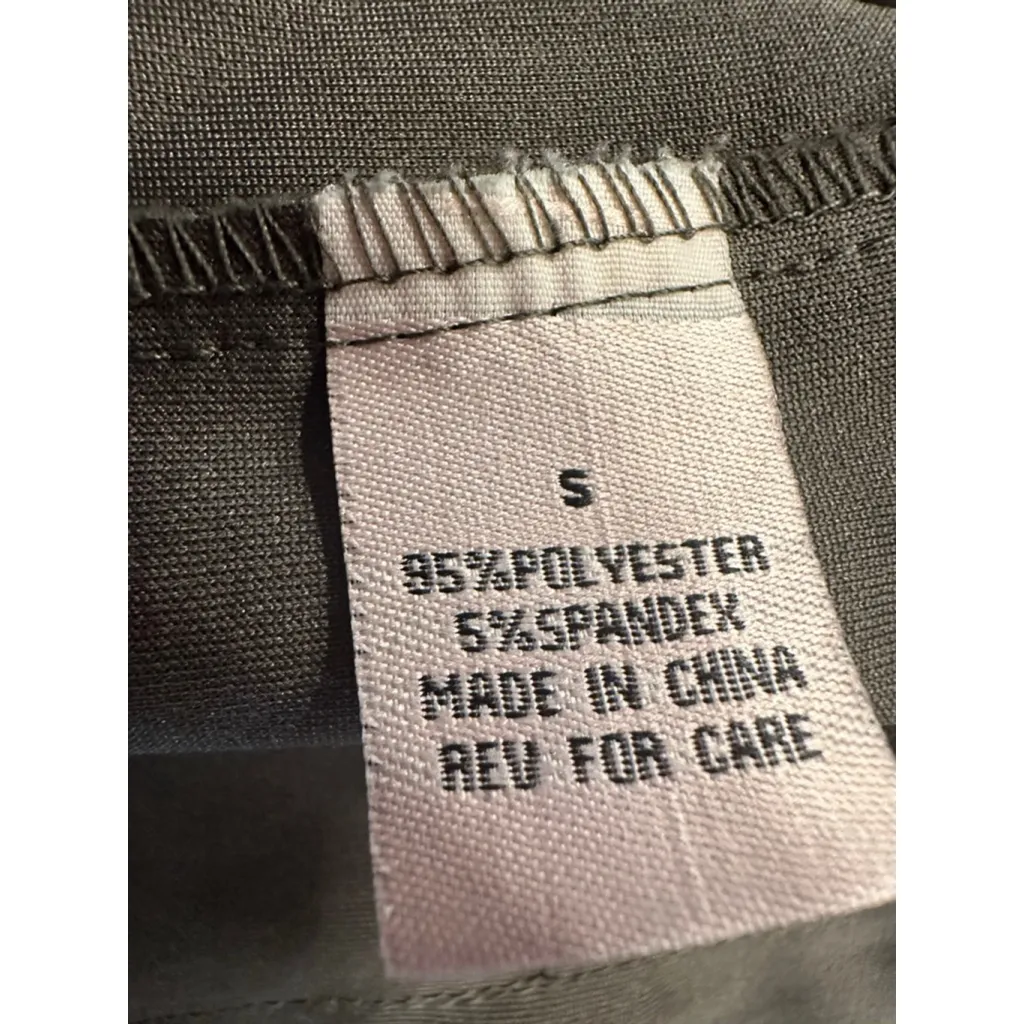 S
95%POLYESTER
5%SPANDEX
MADE IN CHINA
REV FOR CARE